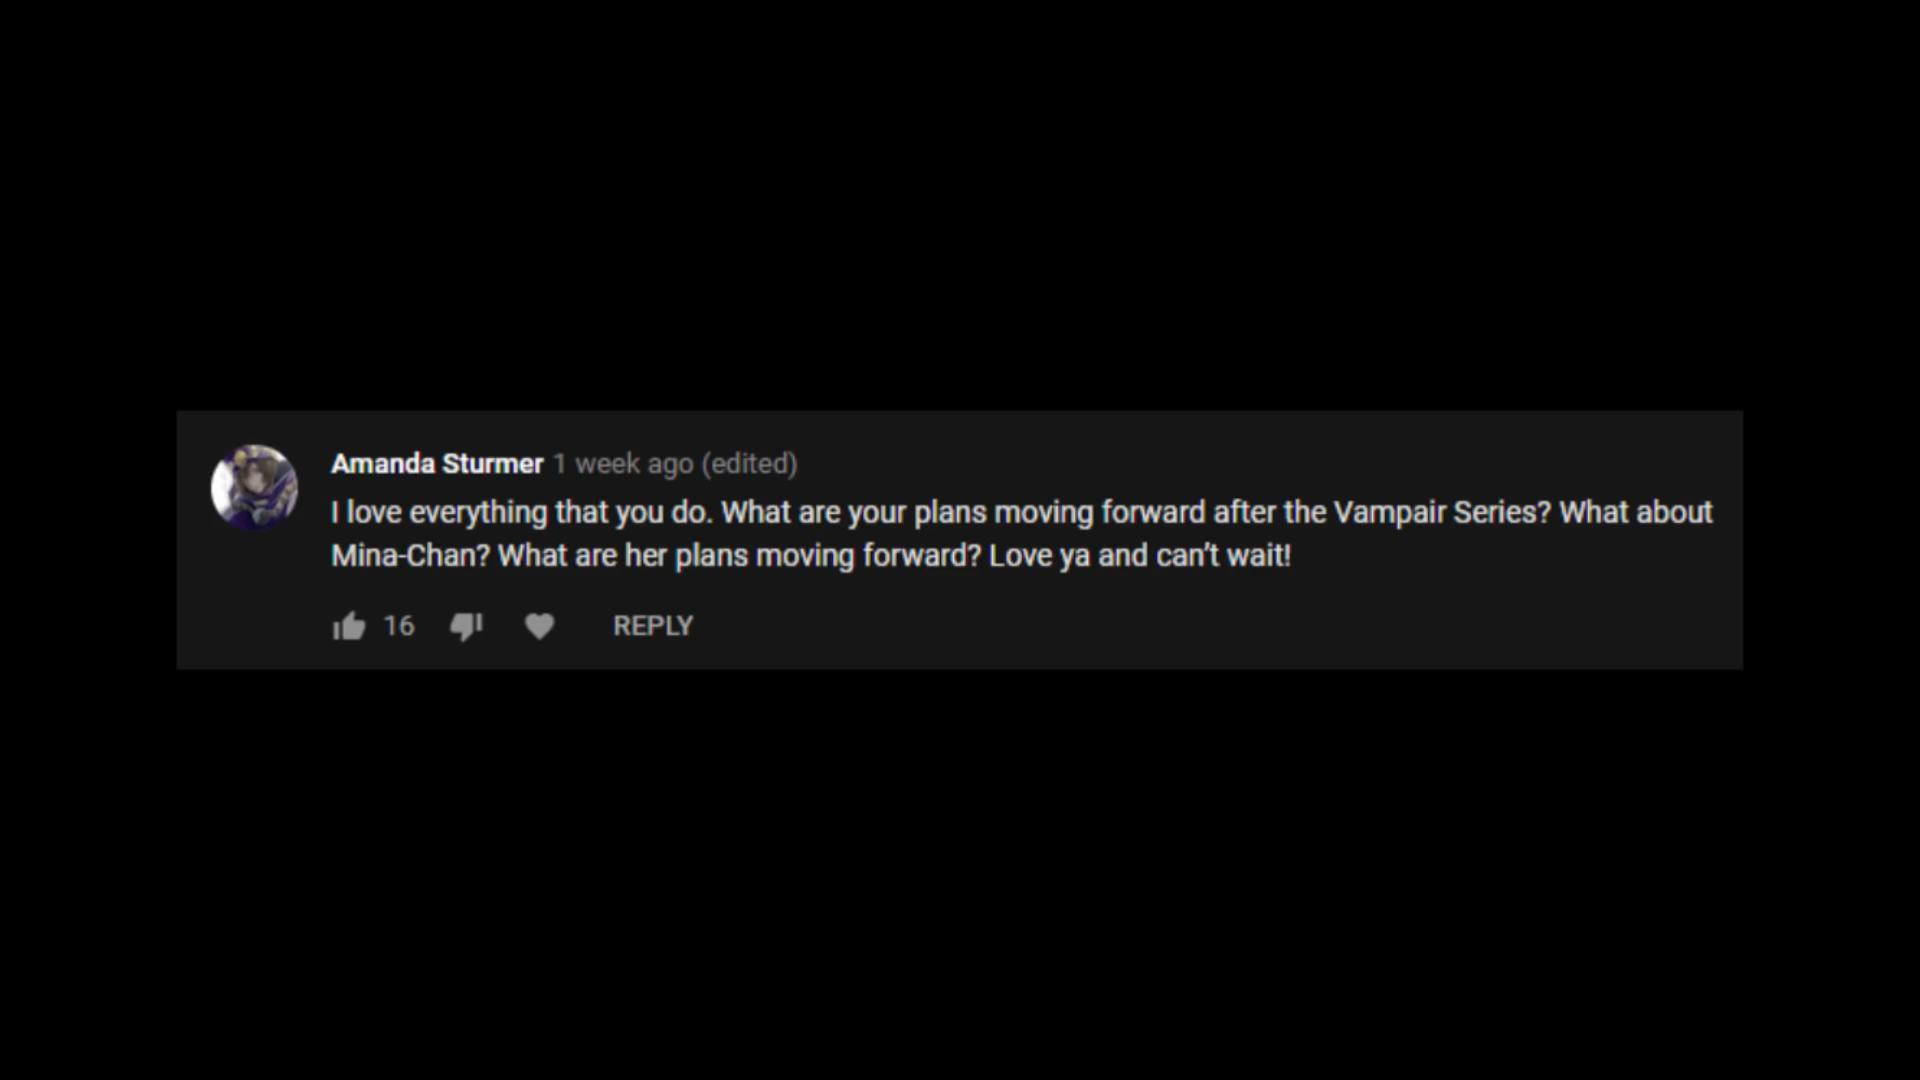 Amanda Sturmer 1 week ago (edited)
I love everything that you do. What are your plans moving forward after the Vampair Series? What about
Mina-Chan? What are her plans moving forward? Love ya and can't wait!
16 REPLY